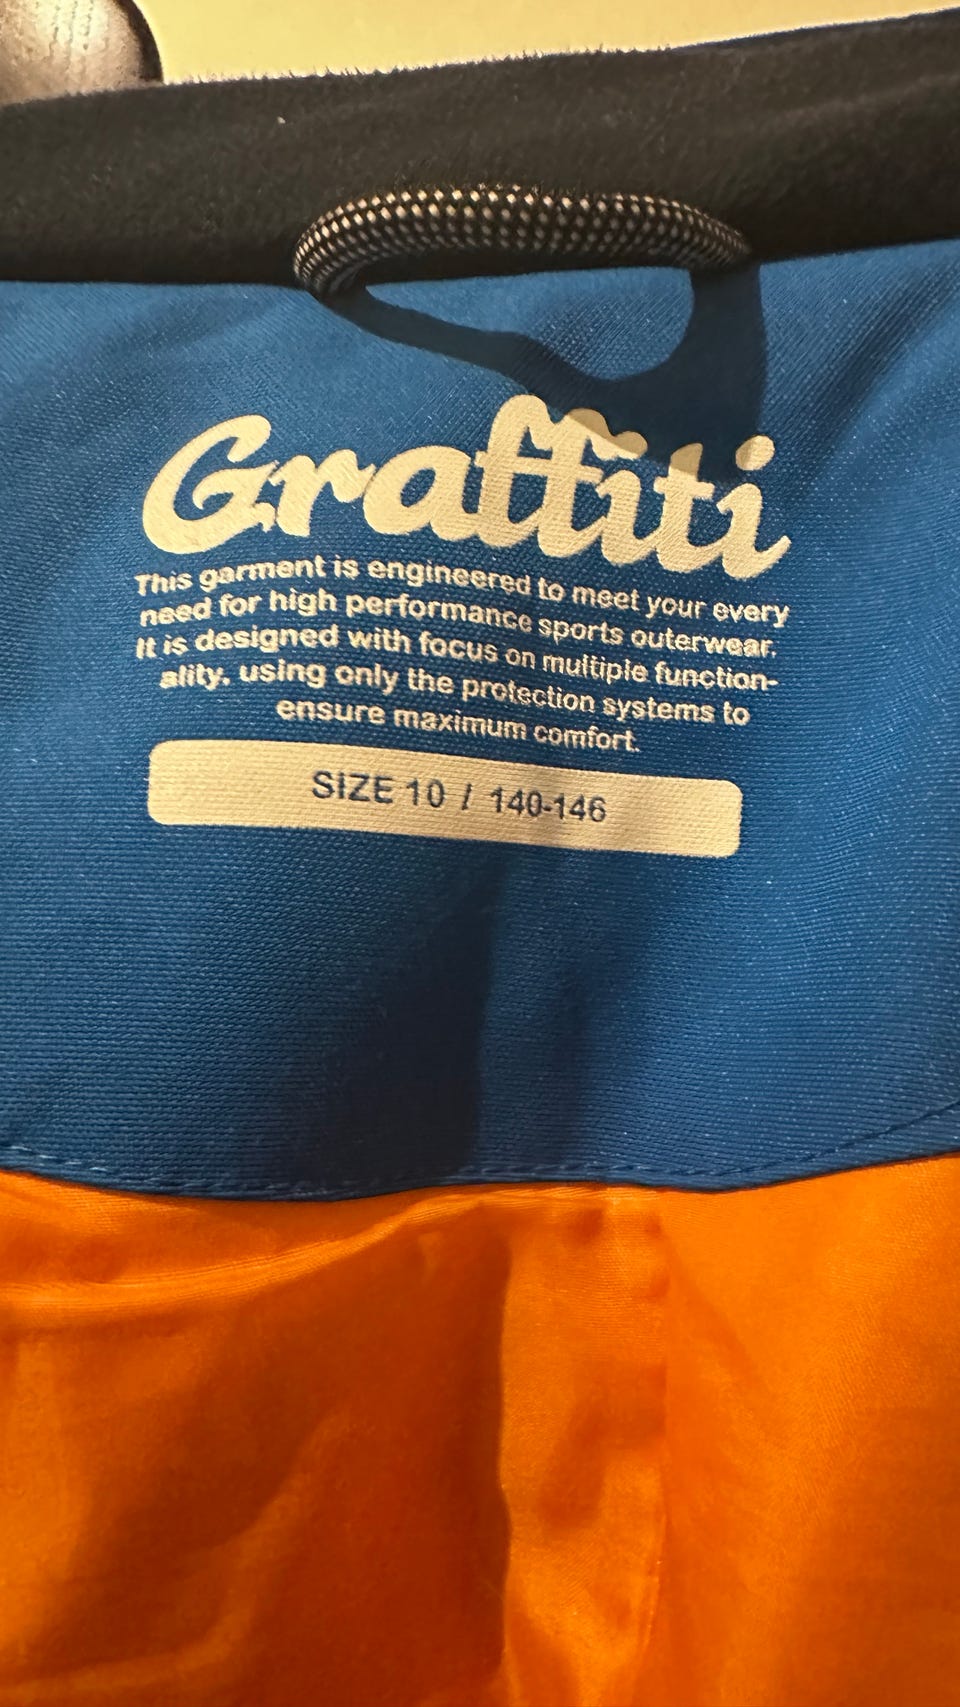 Graffiti
This garment is engineered to meet your every
need for high performance sports outerwear.
It is designed with focus on multiple function-
ality, using only the protection systems to
ensure maximum comfort.
SIZE 10 / 140-146